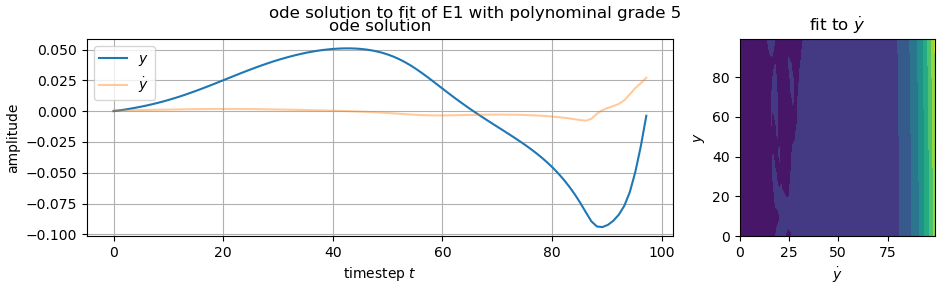 ode solution to fit of E1 with polynominal grade 5
ode solution
y
ẏ
amplitude
0.050
0.025
0.000
−0.025
−0.050
−0.075
−0.100
0 20 40 60 80 100
timestep t
fit to ẏ
y
80
60
40
20
0
0 25 50 75
ẏ